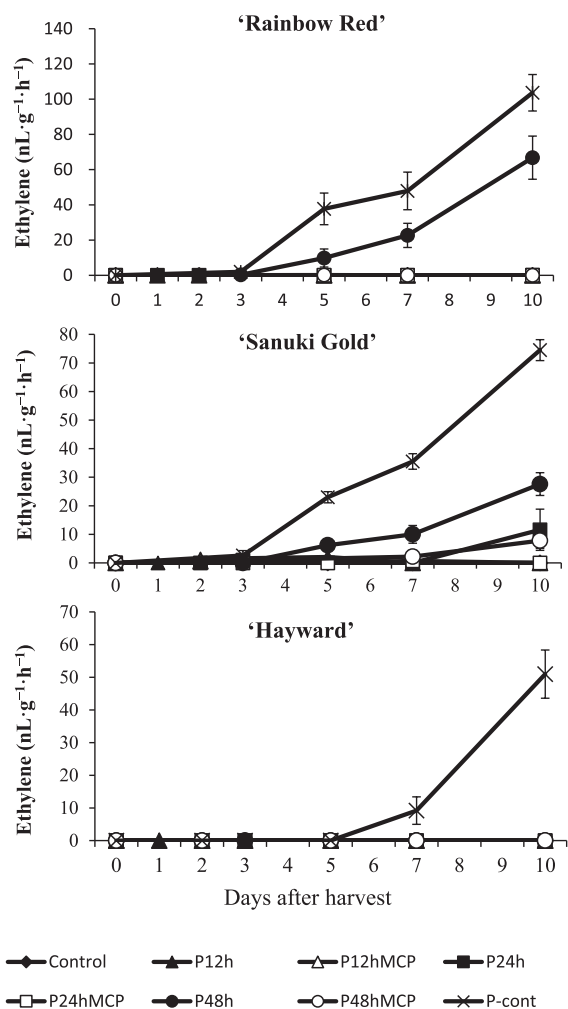 ‘Rainbow Red’
Ethylene (nL·g⁻¹·h⁻¹)
140
120
100
80
60
40
20
0
0 1 2 3 4 5 6 7 8 9 10
‘Sanuki Gold’
Ethylene (nL·g⁻¹·h⁻¹)
80
70
60
50
40
30
20
10
0
0 1 2 3 4 5 6 7 8 9 10
‘Hayward’
Ethylene (nL·g⁻¹·h⁻¹)
70
60
50
40
30
20
10
0
0 1 2 3 4 5 6 7 8 9 10
Days after harvest
Control P12h P12hMCP P24h
P24hMCP P48h P48hMCP P-cont